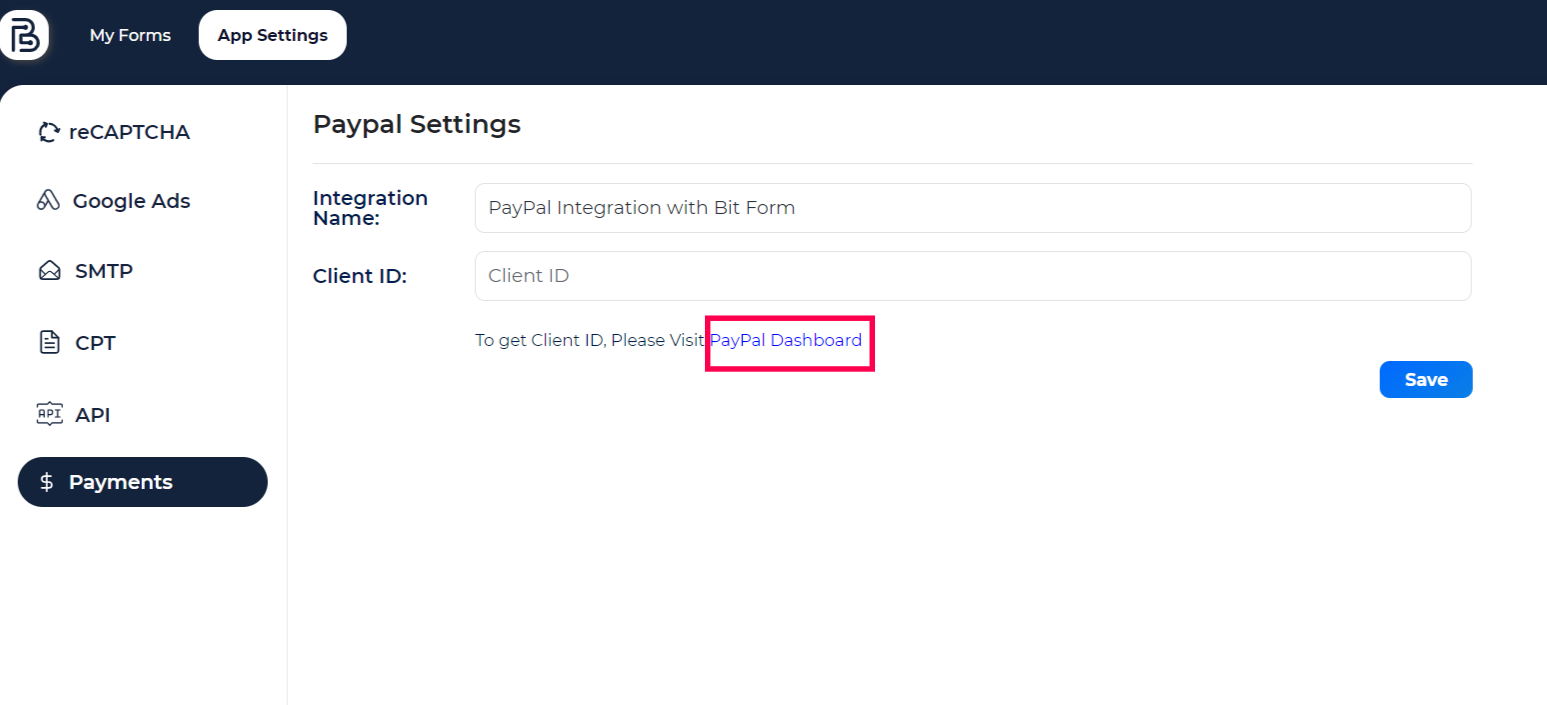 My Forms
App Settings
reCAPTCHA
Google Ads
SMTP
CPT
API
API
$ Payments
Paypal Settings
Integration
Name:
PayPal Integration with Bit Form
Client ID:
Client ID
To get Client ID, Please Visit PayPal Dashboard
Save